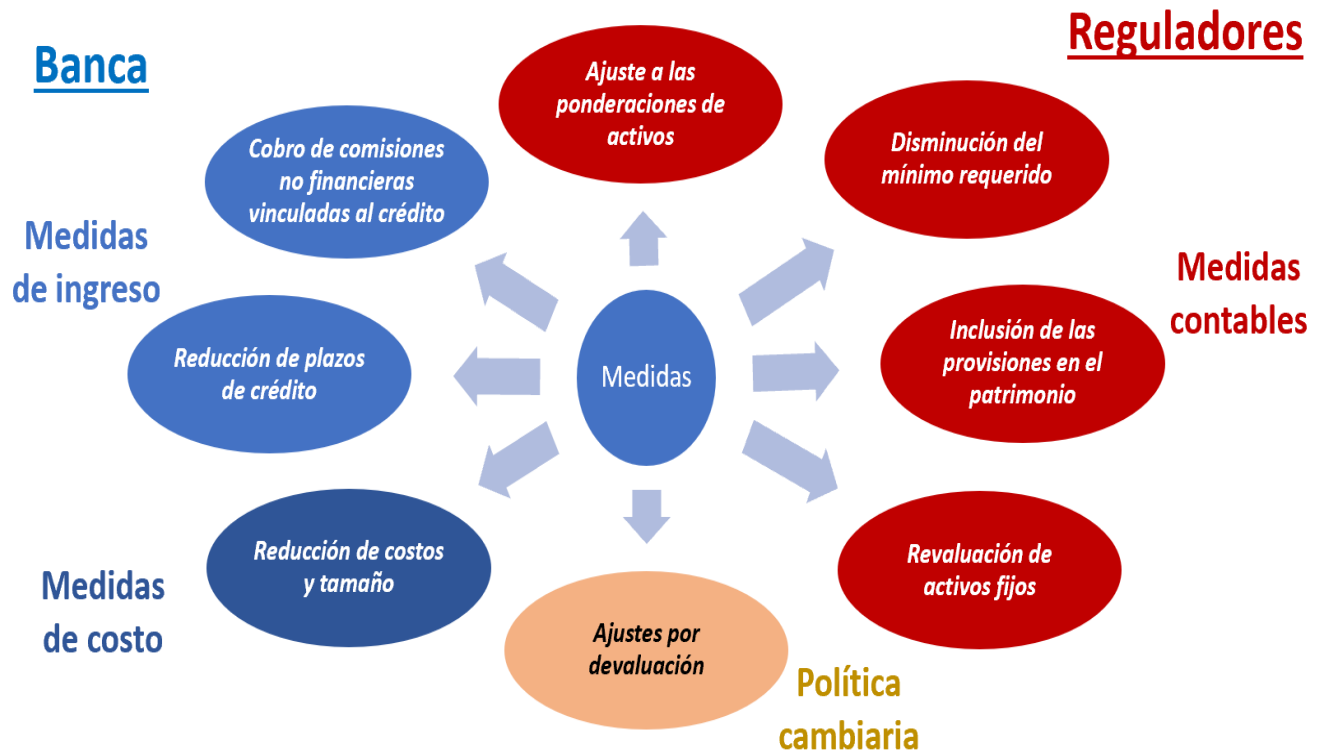 Banca
Reguladores
Ajuste a las
ponderaciones de
activos
Cobro de comisiones
no financieras
vinculadas al crédito
Disminución del
mínimo requerido
Medidas
de ingreso
Medidas
contables
Reducción de plazos
de crédito
Medidas
Inclusión de las
provisiones en el
patrimonio
Reducción de costos
y tamaño
Revaluación de
activos fijos
Medidas
de costo
Ajustes por
devaluación
Política
cambiaria